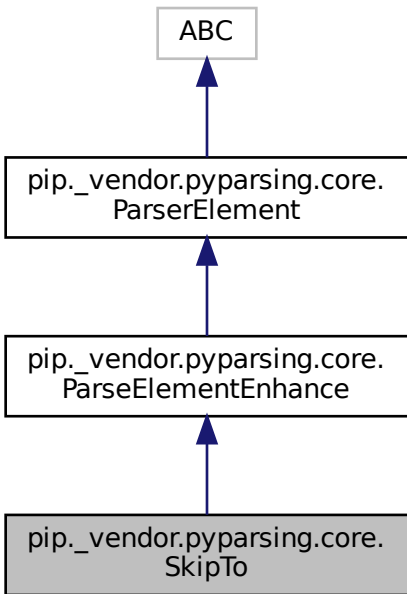 ABC
pip._vendor.pyparsing.core.
ParserElement
pip._vendor.pyparsing.core.
ParseElementEnhance
pip._vendor.pyparsing.core.
SkipTo